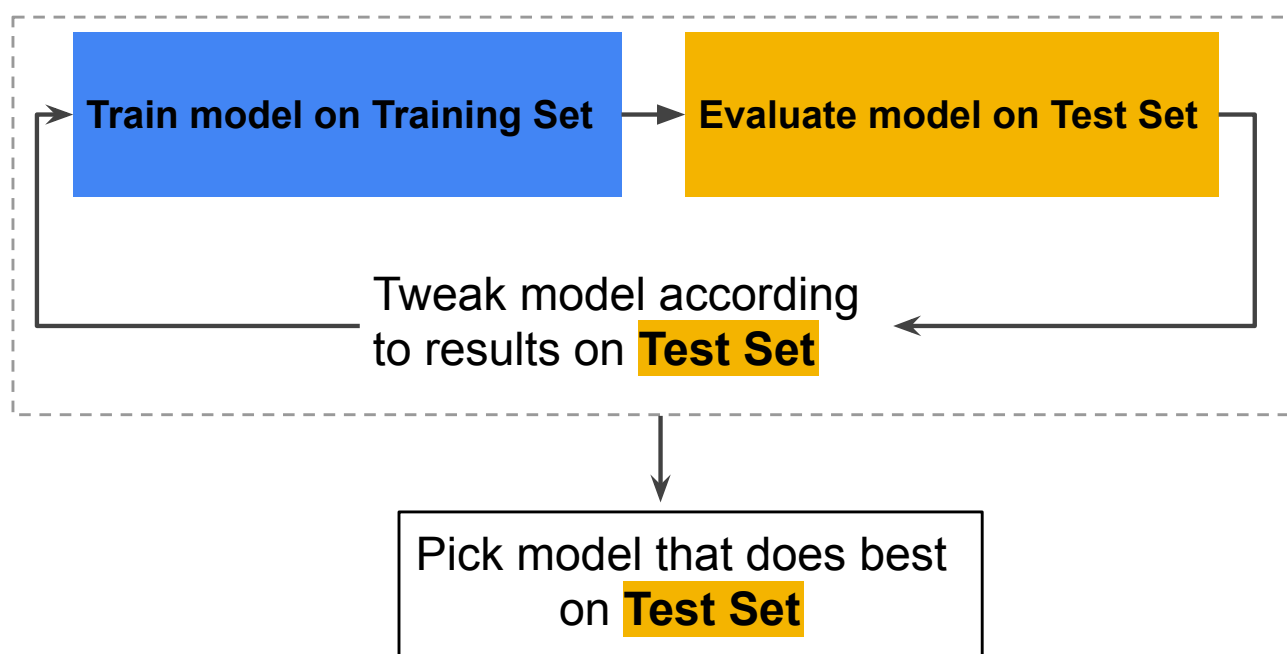 Train model on Training Set
Evaluate model on Test Set
Tweak model according
to results on Test Set
Pick model that does best
on Test Set